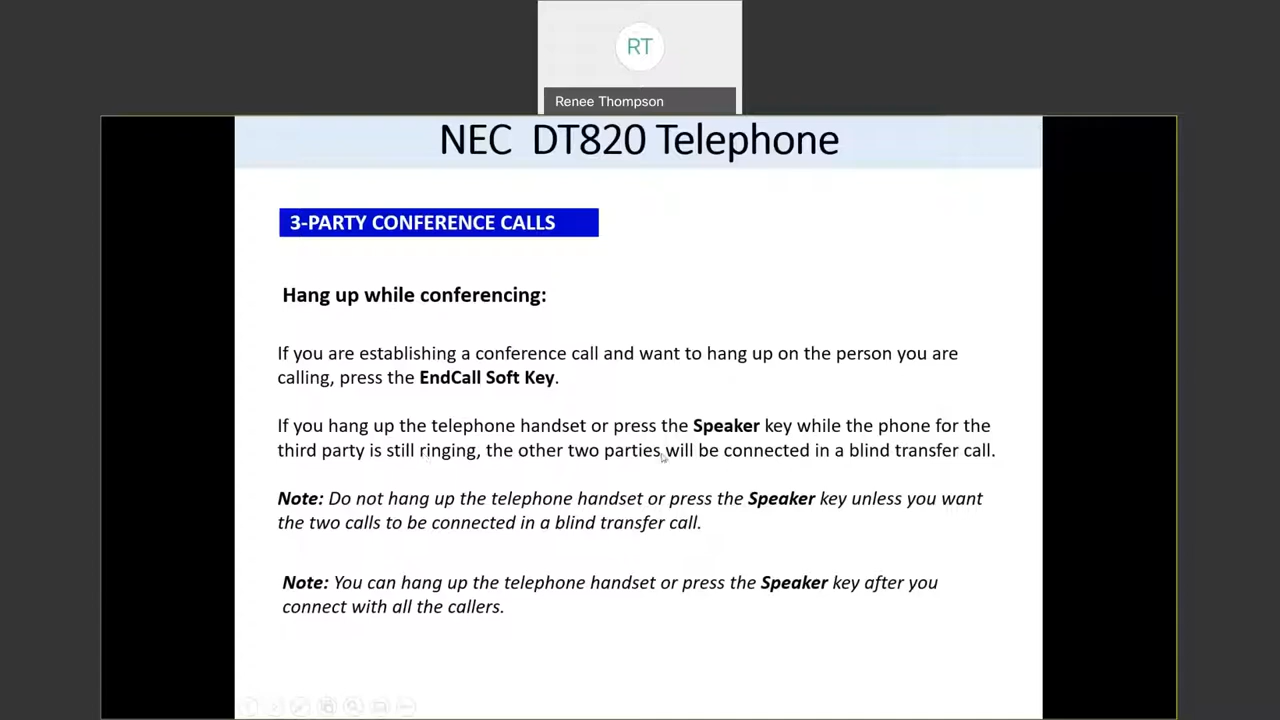 RT
Renee Thompson
NEC DT820 Telephone
3-PARTY CONFERENCE CALLS
Hang up while conferencing:
If you are establishing a conference call and want to hang up on the person you are
calling, press the EndCall Soft Key.
If you hang up the telephone handset or press the Speaker key while the phone for the
third party is still ringing, the other two parties will be connected in a blind transfer call.
Note: Do not hang up the telephone handset or press the Speaker key unless you want
the two calls to be connected in a blind transfer call.
Note: You can hang up the telephone handset or press the Speaker key after you
connect with all the callers.